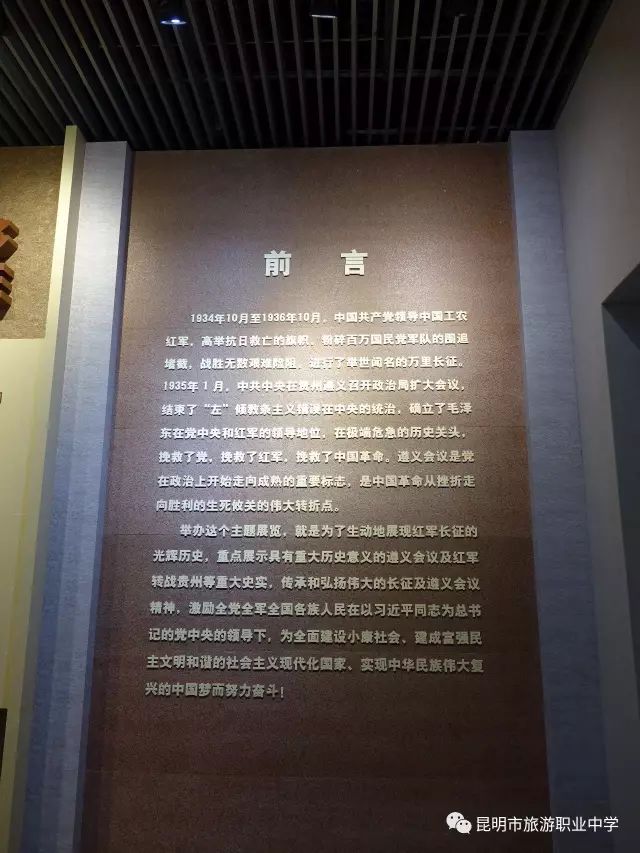 前言
1934年10月至1936年10月，中国共产党领导中国工农
红军，高举抗日救亡的旗帜，粉碎百万国民党军队的围追
堵截，战胜无数艰难险阻，进行了举世闻名的万里长征。
1935年1月，中共中央在贵州遵义召开政治局扩大会议，
结束了“左”倾教条主义错误在中央的统治，确立了毛泽
东在党中央和红军的领导地位，在极端危急的历史关头，
挽救了党，挽救了红军，挽救了中国革命。遵义会议是党
在政治上开始走向成熟的重要标志，是中国革命从挫折走
向胜利的生死攸关的伟大转折点。
举办这个主题展览，就是为了生动地展现红军长征的
光辉历史，重点展示具有重大历史意义的遵义会议及红军
转战贵州等重大史实，传承和弘扬伟大的长征及遵义会议
精神，激励全党全军全国各族人民在以习近平同志为总书
记的党中央的领导下，为全面建设小康社会、建成富强民
主文明和谐的社会主义现代化国家、实现中华民族伟大复
兴的中国梦而努力奋斗！
昆明市旅游职业中学